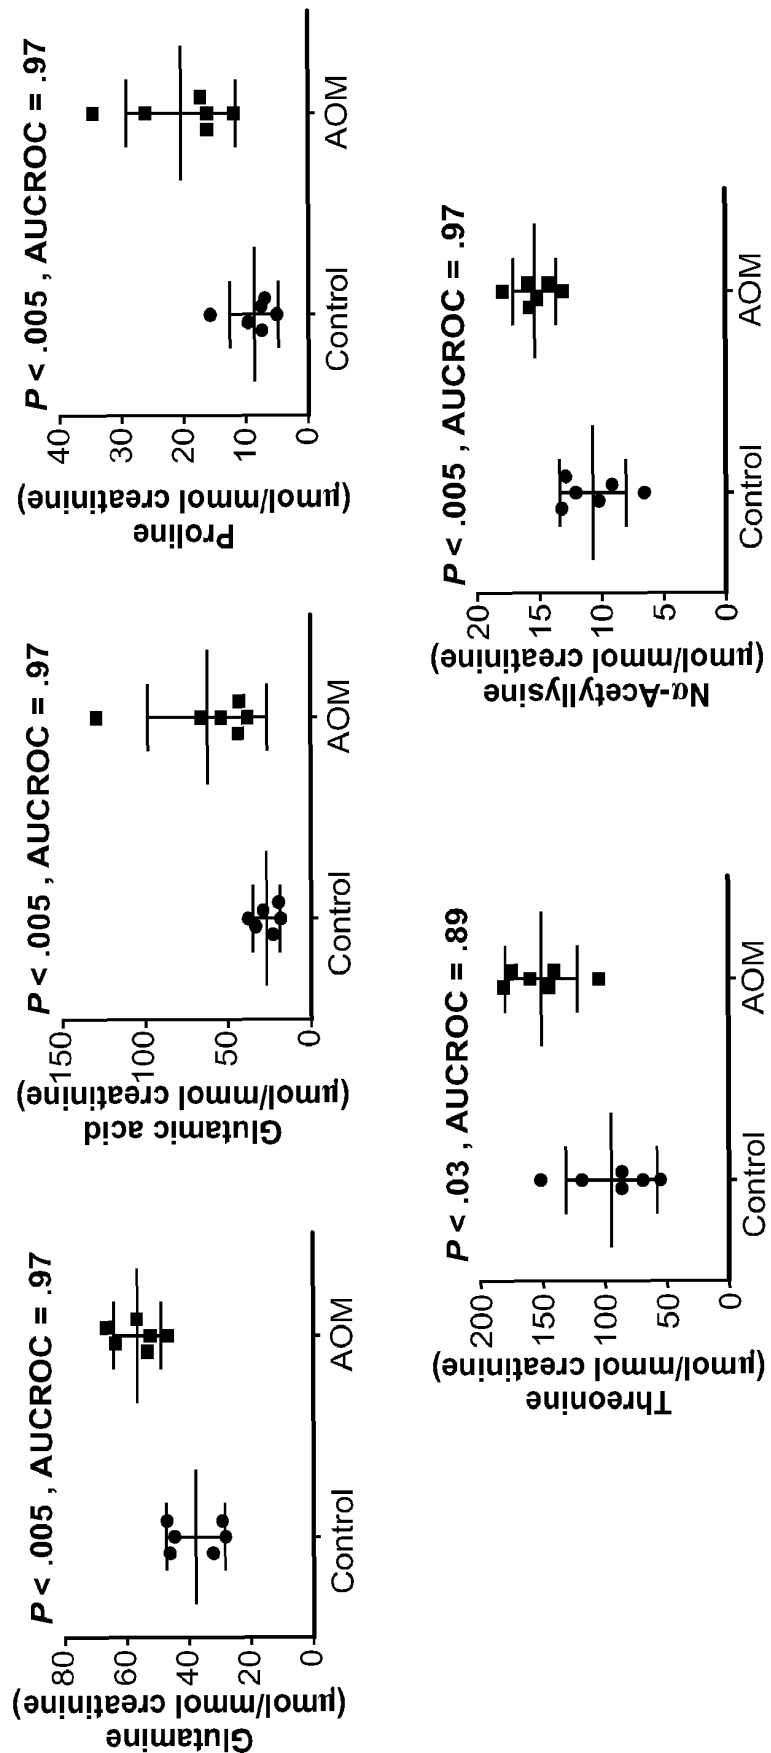 P < .005 , AUCROC = .97
Glutamine
(µmol/mmol creatinine)
80
60
40
20
0
Control
AOM
P < .005 , AUCROC = .97
Glutamic acid
(µmol/mmol creatinine)
150
100
50
0
Control
AOM
P < .005 , AUCROC = .97
Proline
(µmol/mmol creatinine)
40
30
20
10
0
Control
AOM
P < .03 , AUCROC = .89
Threonine
(µmol/mmol creatinine)
200
150
100
50
0
Control
AOM
P < .005 , AUCROC = .97
Nα-Acetyllysine
(µmol/mmol creatinine)
20
15
10
5
0
Control
AOM